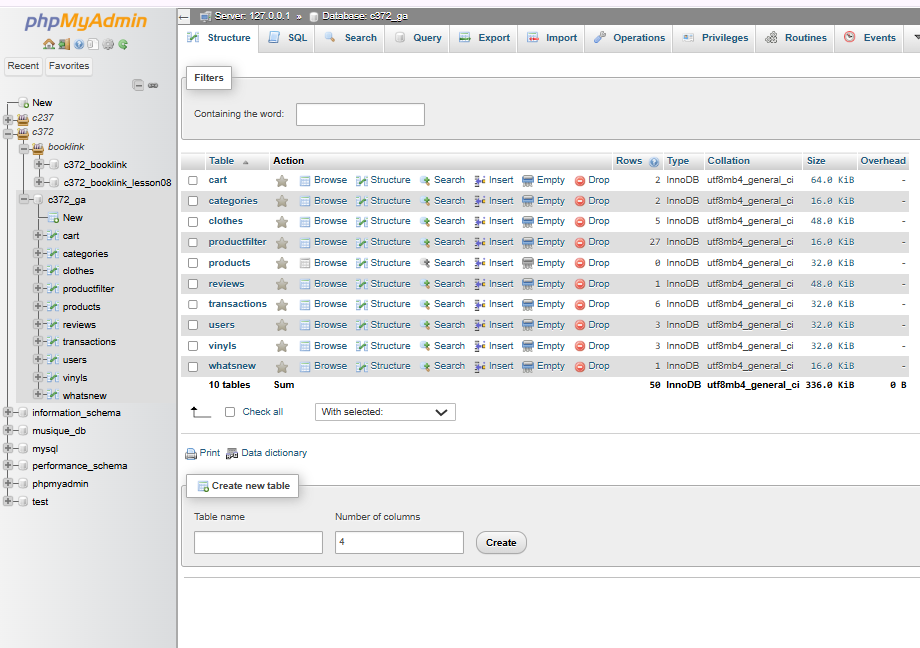 phpMyAdmin
Recent Favorites
New
c237
c372
booklink
c372_booklink
c372_booklink_lesson08
c372_ga
New
cart
categories
clothes
productfilter
products
reviews
transactions
users
vinyls
whatsnew
information_schema
musique_db
mysql
performance_schema
phpmyadmin
test
Server: 127.0.0.1 » Database: c372_ga
Structure SQL Search Query Export Import Operations Privileges Routines Events
Filters
Containing the word:
Table Action Rows Type Collation Size Overhead
cart Browse Structure Search Insert Empty Drop 2 InnoDB utf8mb4_general_ci 64.0 KiB -
categories Browse Structure Search Insert Empty Drop 2 InnoDB utf8mb4_general_ci 16.0 KiB -
clothes Browse Structure Search Insert Empty Drop 5 InnoDB utf8mb4_general_ci 48.0 KiB -
productfilter Browse Structure Search Insert Empty Drop 27 InnoDB utf8mb4_general_ci 16.0 KiB -
products Browse Structure Search Insert Empty Drop 0 InnoDB utf8mb4_general_ci 32.0 KiB -
reviews Browse Structure Search Insert Empty Drop 1 InnoDB utf8mb4_general_ci 48.0 KiB -
transactions Browse Structure Search Insert Empty Drop 6 InnoDB utf8mb4_general_ci 32.0 KiB -
users Browse Structure Search Insert Empty Drop 3 InnoDB utf8mb4_general_ci 32.0 KiB -
vinyls Browse Structure Search Insert Empty Drop 3 InnoDB utf8mb4_general_ci 32.0 KiB -
whatsnew Browse Structure Search Insert Empty Drop 1 InnoDB utf8mb4_general_ci 16.0 KiB -
10 tables Sum 50 InnoDB utf8mb4_general_ci 336.0 KiB 0 B
Check all With selected:
Print Data dictionary
Create new table
Table name Number of columns
4 Create